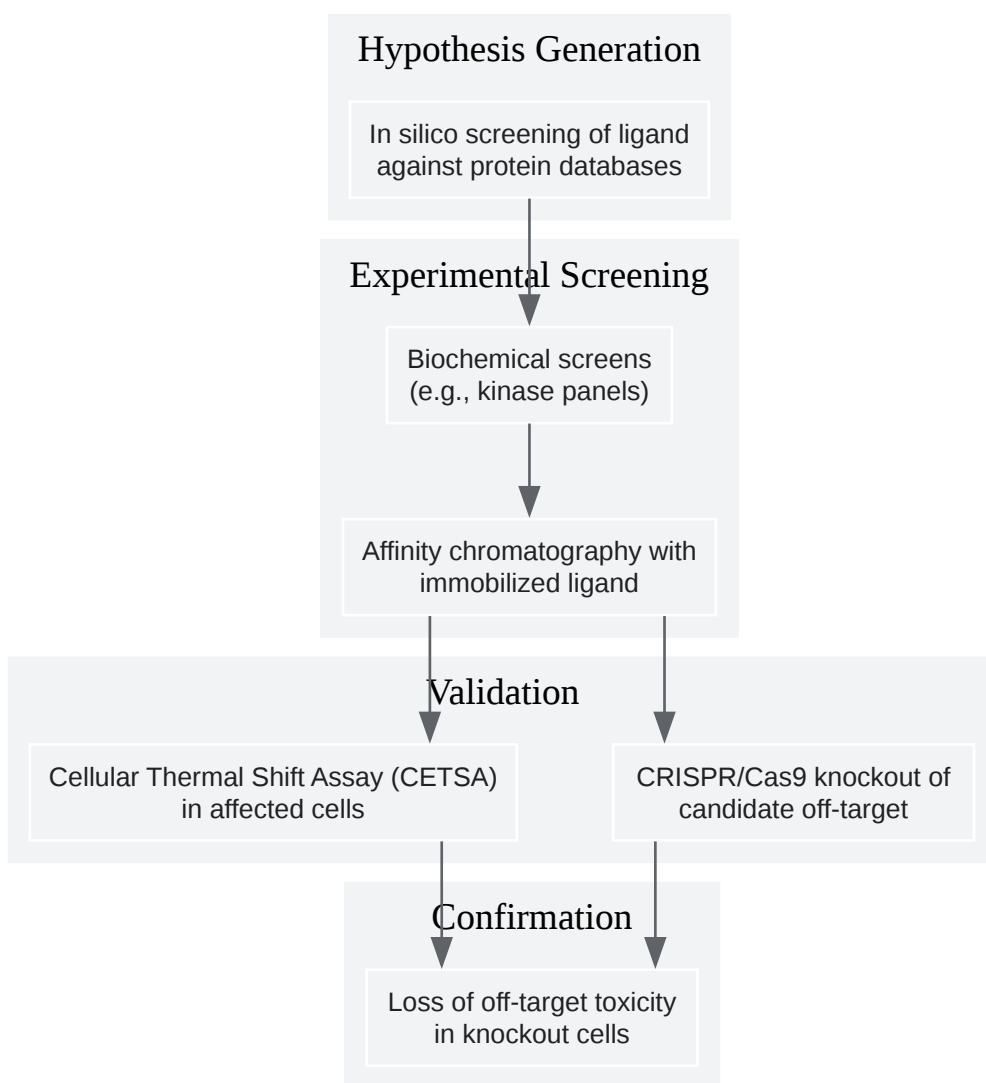 Hypothesis Generation
In silico screening of ligand
against protein databases
Experimental Screening
Biochemical screens
(e.g., kinase panels)
Affinity chromatography with
immobilized ligand
Validation
Cellular Thermal Shift Assay (CETSA)
in affected cells
CRISPR/Cas9 knockout of
candidate off-target
Confirmation
Loss of off-target toxicity
in knockout cells